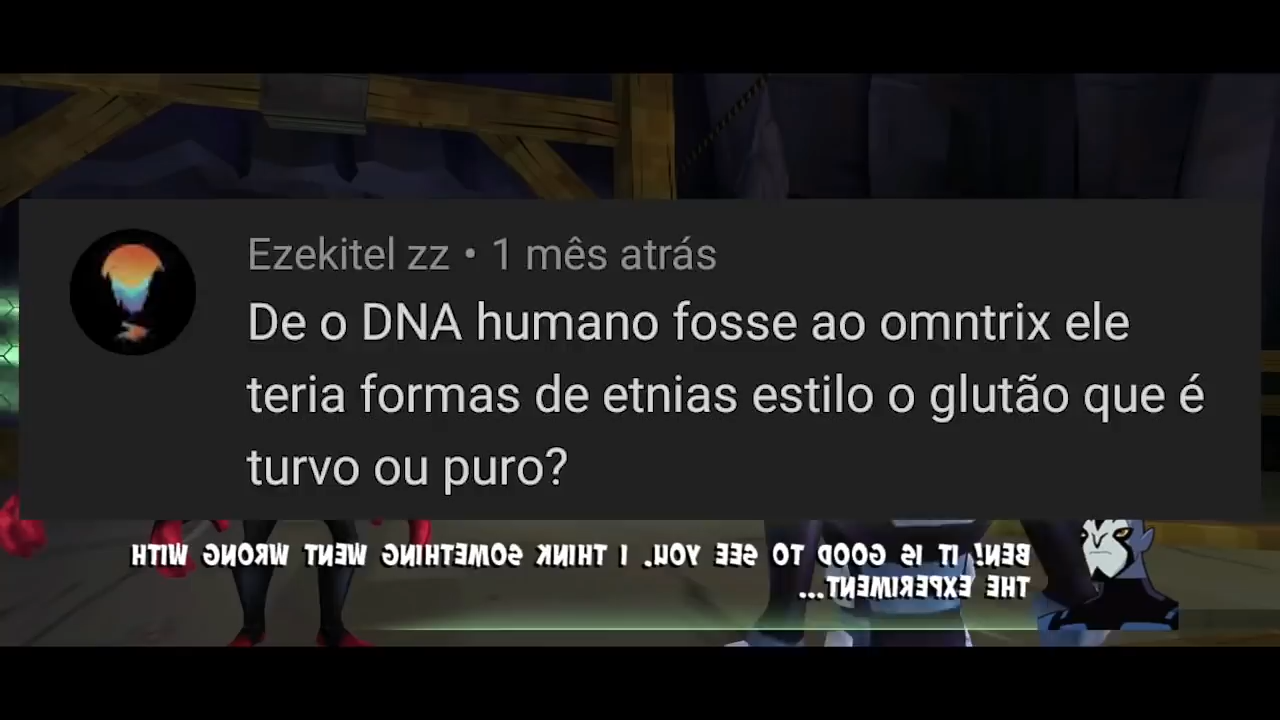 Ezekitel zz • 1 mês atrás
De o DNA humano fosse ao omntrix ele
teria formas de etnias estilo o glutão que é
turvo ou puro?
BEN! IT IS GOOD TO SEE YOU. I THINK SOMETHING WENT WRONG WITH
THE EXPERIMENT...